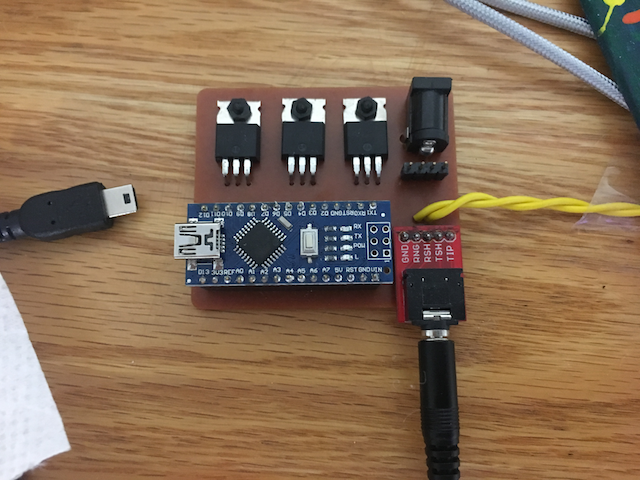 D12 D11 D10 D9 D8 D7 D6 D5 D4 D3 D2 GND RST RX0 TX1
RX
TX
POW
L
D13 3V3 REF A0 A1 A2 A3 A4 A5 A6 A7 5V RST GND VIN
GND
RNG
RSH
TSH
TIP